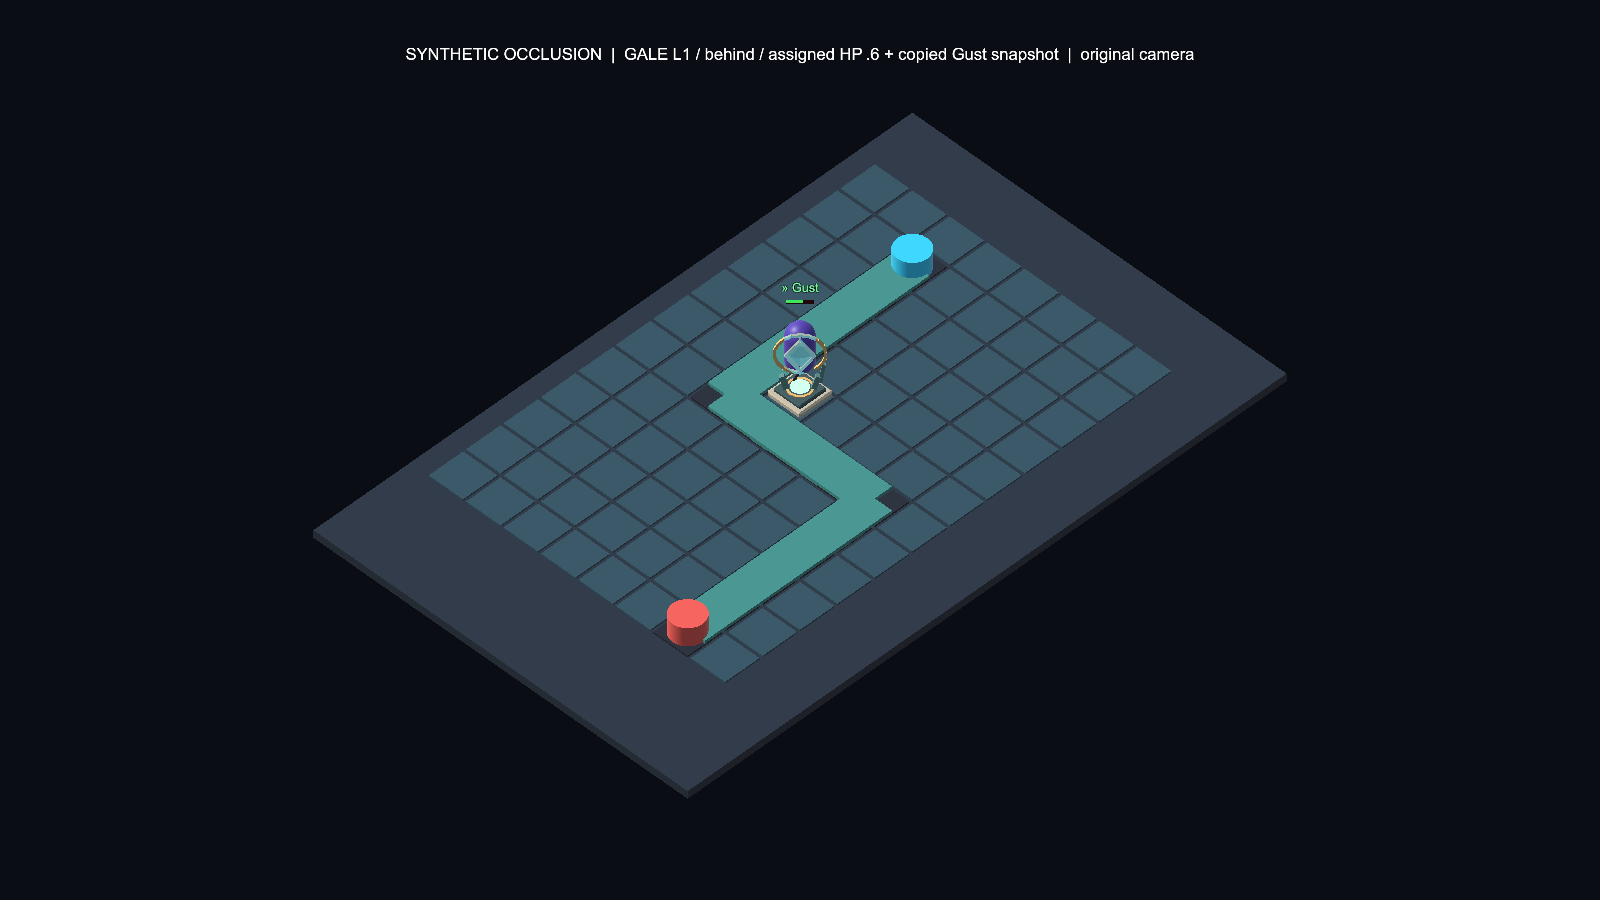 SYNTHETIC OCCLUSION | GALE L1 / behind / assigned HP .6 + copied Gust snapshot | original camera
» Gust